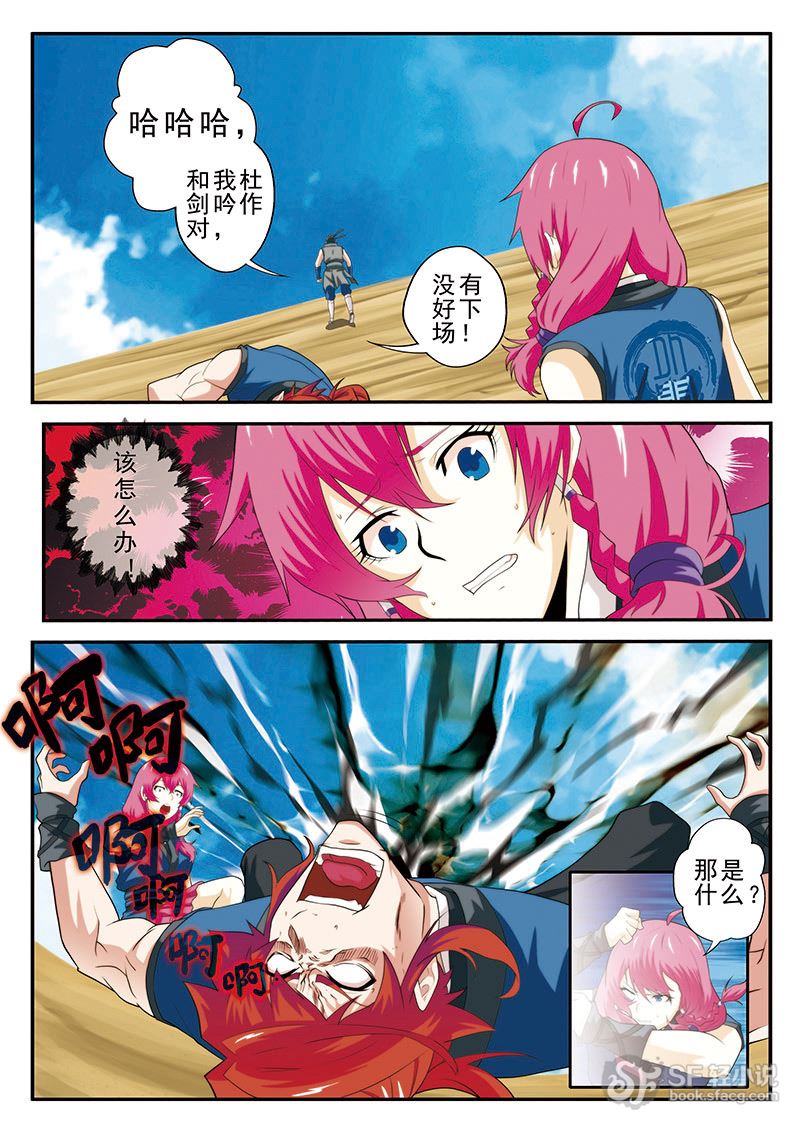 哈哈哈，
和我杜
剑吟作
对，
没有
好下
场！
DN
该怎么办！
啊
啊
啊
啊
啊
啊…
那是
什么？
SF轻小说
book.sfacg.com